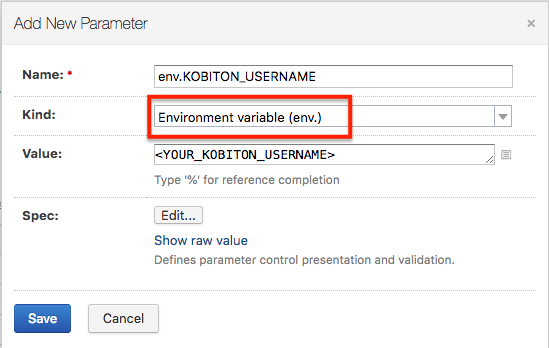 Add New Parameter ×
Name: * env.KOBITON_USERNAME
Kind: Environment variable (env.)
Value: <YOUR_KOBITON_USERNAME>
Type '%' for reference completion
Spec: Edit...
Show raw value
Defines parameter control presentation and validation.
Save Cancel